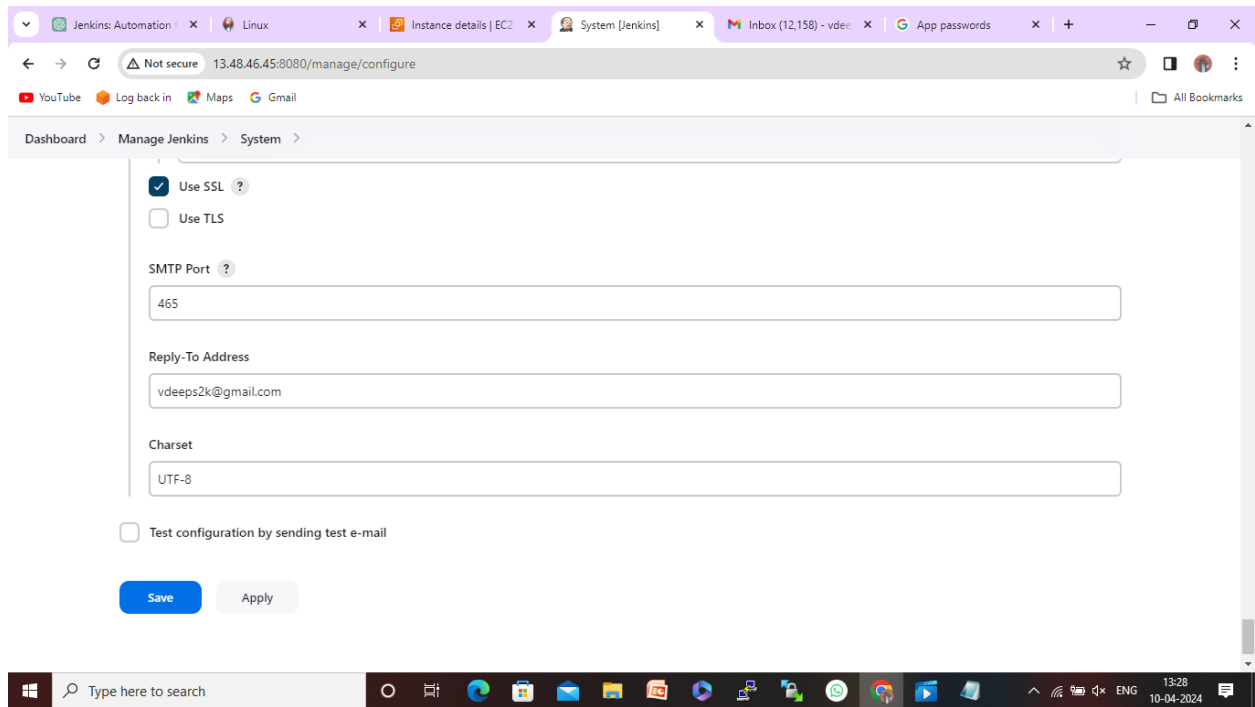 Jenkins: Automation
Linux
Instance details | EC2
System [Jenkins]
Inbox (12,158) - vdee
App passwords
Not secure
13.48.46.45:8080/manage/configure
YouTube
Log back in
Maps
Gmail
All Bookmarks
Dashboard > Manage Jenkins > System >
Use SSL ?
Use TLS
SMTP Port ?
465
Reply-To Address
vdeeps2k@gmail.com
Charset
UTF-8
Test configuration by sending test e-mail
Save
Apply
Type here to search
ENG
13:28
10-04-2024